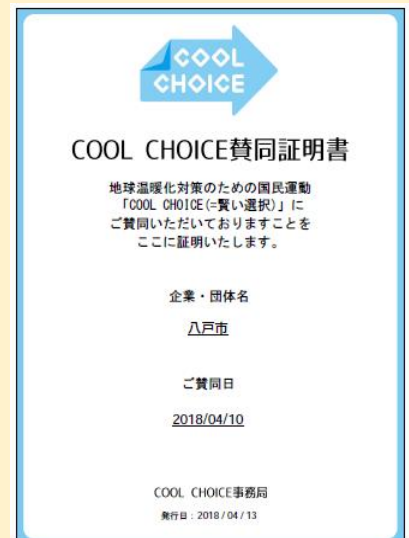 COOL
CHOICE
COOL CHOICE賛同証明書
地球温暖化対策のための国民運動
「COOL CHOICE(=賢い選択)」に
ご賛同いただいておりますことを
ここに証明いたします。
企業・団体名
八戸市
ご賛同日
2018/04/10
COOL CHOICE事務局
発行日：2018 / 04 / 13